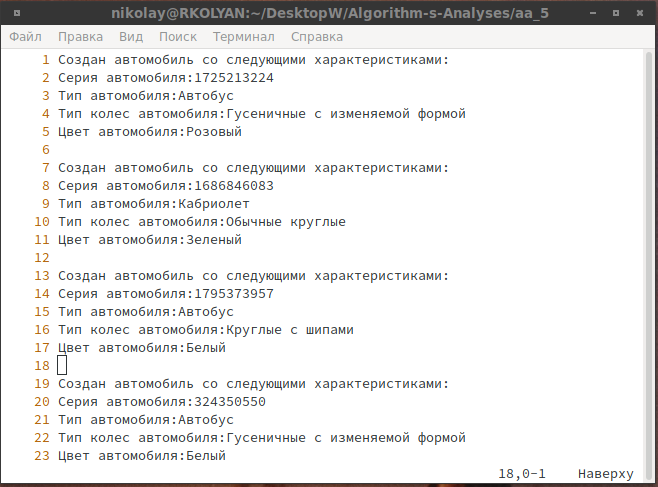 nikolay@RKOLYAN:~/DesktopW/Algorithm-s-Analyses/aa_5
Файл Правка Вид Поиск Терминал Справка
1 Создан автомобиль со следующими характеристиками:
2 Серия автомобиля:1725213224
3 Тип автомобиля:Автобус
4 Тип колес автомобиля:Гусеничные с изменяемой формой
5 Цвет автомобиля:Розовый
6
7 Создан автомобиль со следующими характеристиками:
8 Серия автомобиля:1686846083
9 Тип автомобиля:Кабриолет
10 Тип колес автомобиля:Обычные круглые
11 Цвет автомобиля:Зеленый
12
13 Создан автомобиль со следующими характеристиками:
14 Серия автомобиля:1795373957
15 Тип автомобиля:Автобус
16 Тип колес автомобиля:Круглые с шипами
17 Цвет автомобиля:Белый
18
19 Создан автомобиль со следующими характеристиками:
20 Серия автомобиля:324350550
21 Тип автомобиля:Автобус
22 Тип колес автомобиля:Гусеничные с изменяемой формой
23 Цвет автомобиля:Белый
18,0-1 Наверху